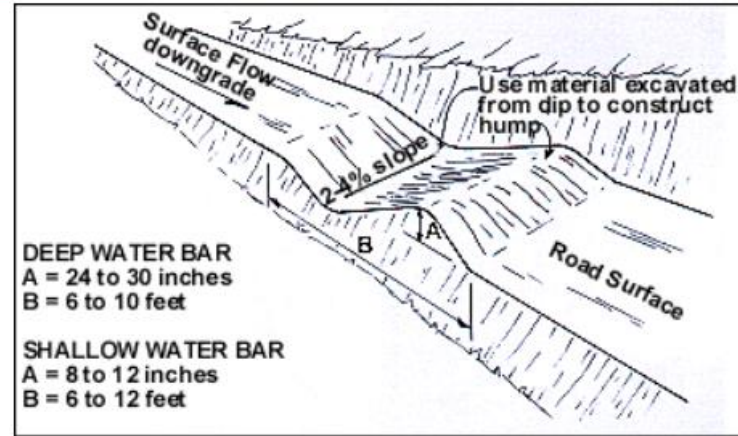 Surface Flow
downgrade
Use material excavated
from dip to construct
hump
2-4% slope
A
B
Road Surface
DEEP WATER BAR
A = 24 to 30 inches
B = 6 to 10 feet
SHALLOW WATER BAR
A = 8 to 12 inches
B = 6 to 12 feet